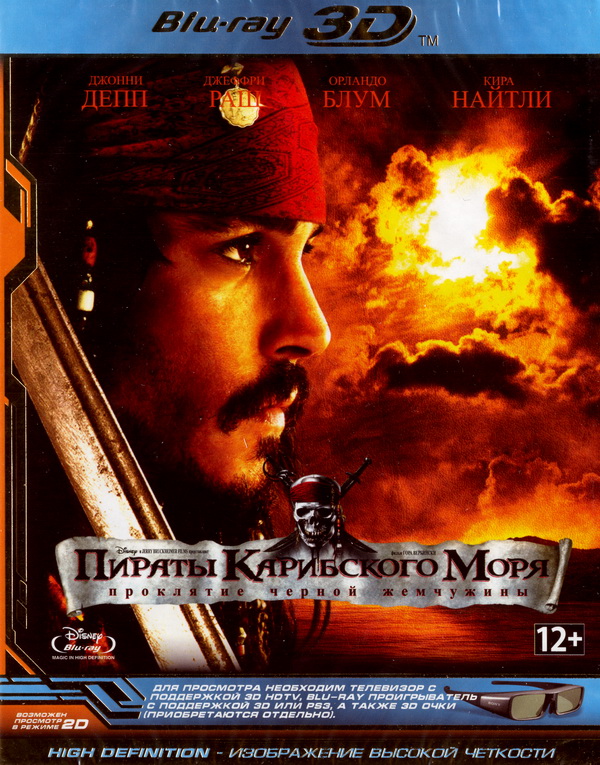 Blu-ray 3D™
ДЖОННИ ДЕПП
ДЖЕФФРИ РАШ
ОРЛАНДО БЛУМ
КИРА НАЙТЛИ
Disney
ПИРАТЫ КАРИБСКОГО МОРЯ
проклятие черной жемчужины
Disney
Blu-ray
MAGIC IN HIGH DEFINITION
12+
ДЛЯ ПРОСМОТРА НЕОБХОДИМ ТЕЛЕВИЗОР С
ПОДДЕРЖКОЙ 3D HDTV, BLU-RAY ПРОИГРЫВАТЕЛЬ
С ПОДДЕРЖКОЙ 3D ИЛИ PS3, А ТАКЖЕ 3D ОЧКИ
(ПРИОБРЕТАЮТСЯ ОТДЕЛЬНО).
ВОЗМОЖЕН
ПРОСМОТР
В РЕЖИМЕ 2D
HIGH DEFINITION - ИЗОБРАЖЕНИЕ ВЫСОКОЙ ЧЕТКОСТИ